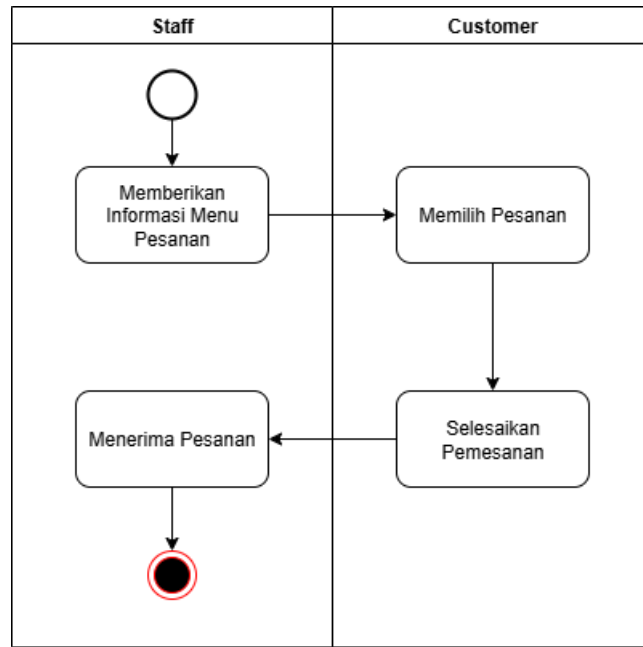 Staff
Customer
Memberikan
Informasi Menu
Pesanan
Memilih Pesanan
Menerima Pesanan
Selesaikan
Pemesanan